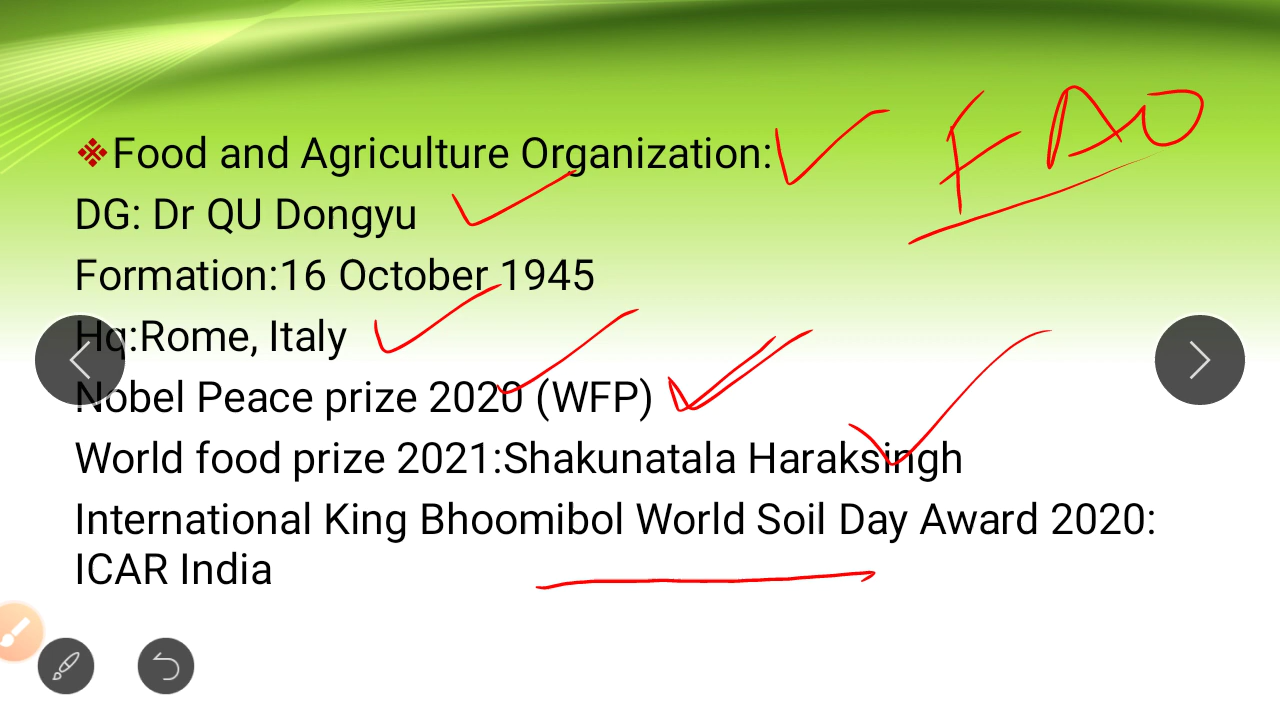 ❖Food and Agriculture Organization:
FAO
DG: Dr QU Dongyu
Formation:16 October 1945
Hq:Rome, Italy
Nobel Peace prize 2020 (WFP)
World food prize 2021:Shakunatala Haraksingh
International King Bhoomibol World Soil Day Award 2020:
ICAR India